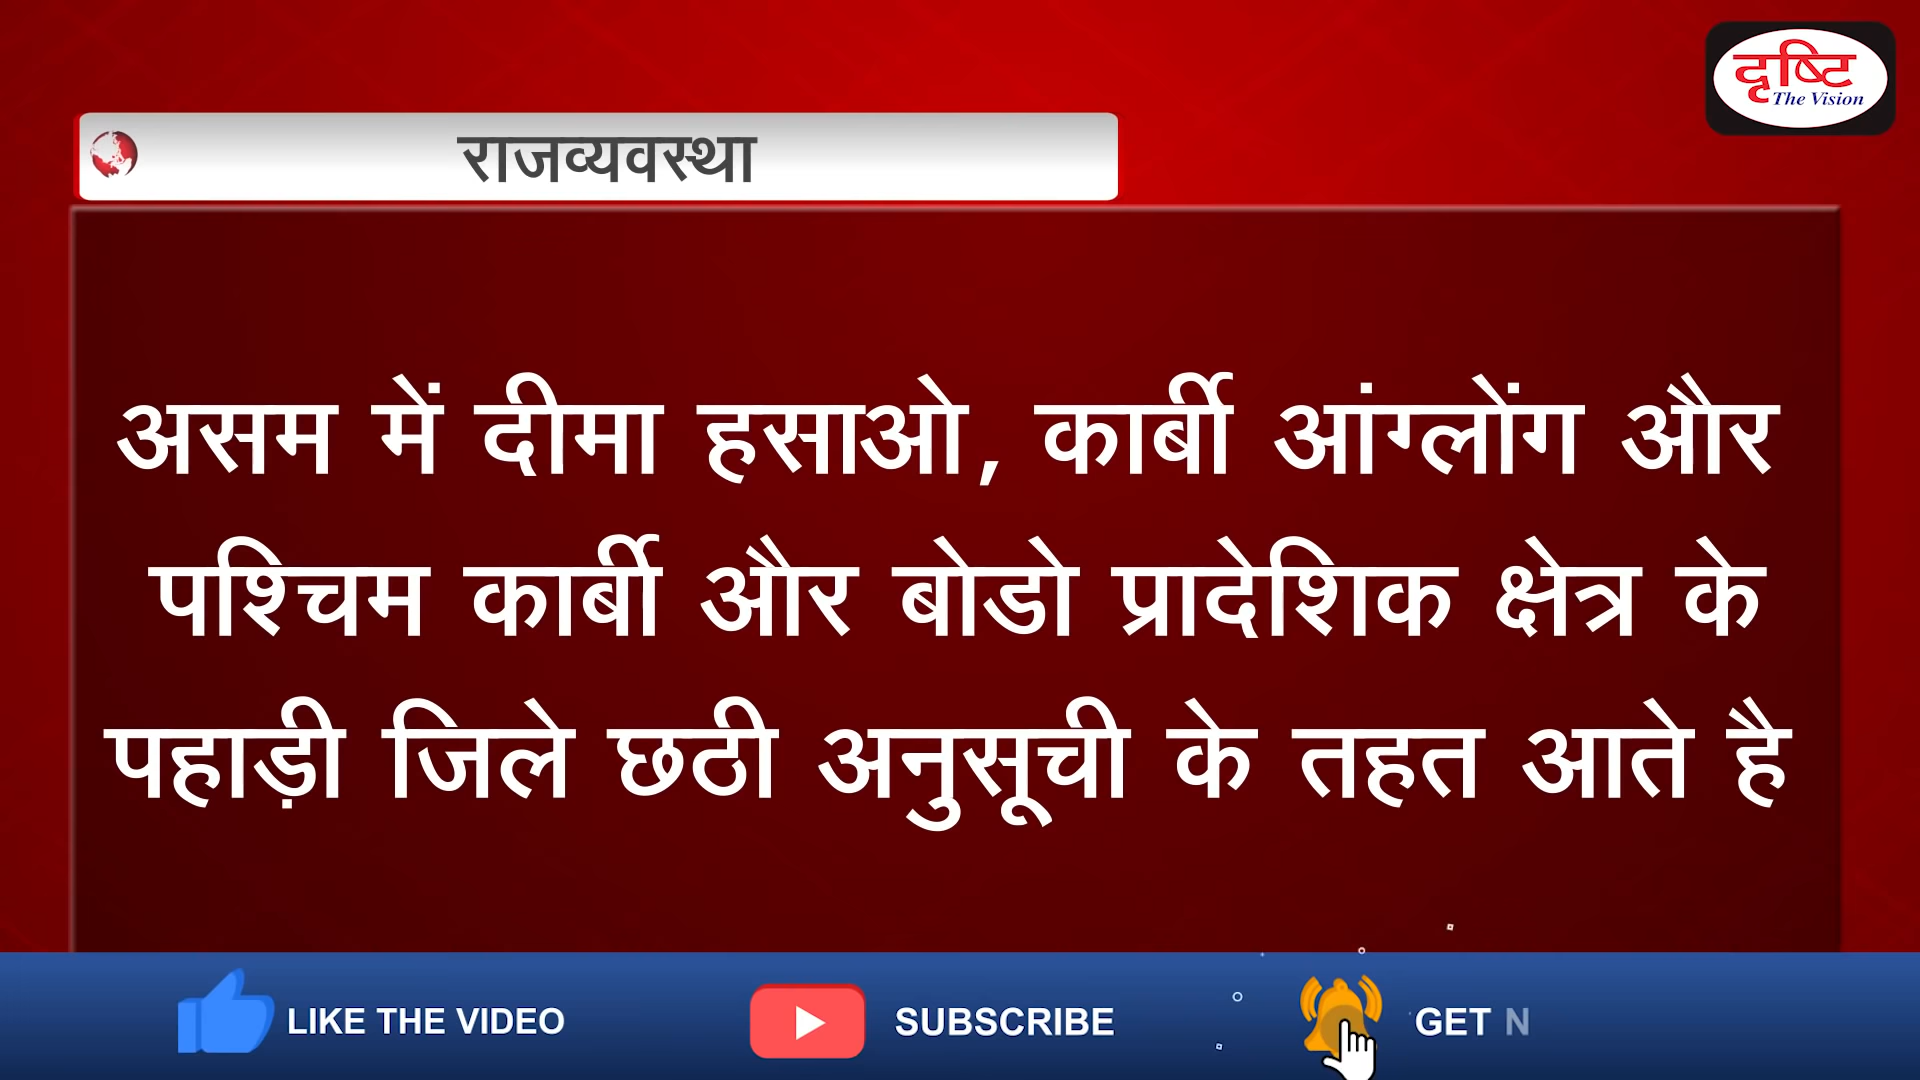 दृष्टि
The Vision
राजव्यवस्था
असम में दीमा हसाओ, कार्बी आंग्लोंग और
पश्चिम कार्बी और बोडो प्रादेशिक क्षेत्र के
पहाड़ी जिले छठी अनुसूची के तहत आते है
LIKE THE VIDEO
SUBSCRIBE
GET N